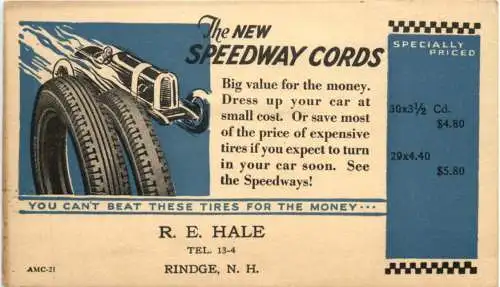 The NEW
SPEEDWAY CORDS
Big value for the money.
Dress up your car at
small cost. Or save most
of the price of expensive
tires if you expect to turn
in your car soon. See
the Speedways!
SPECIALLY
PRICED
30x3½ Cd.
$4.80
29x4.40
$5.80
YOU CAN'T BEAT THESE TIRES FOR THE MONEY···
R. E. HALE
TEL. 13-4
AMC-21
RINDGE, N. H.